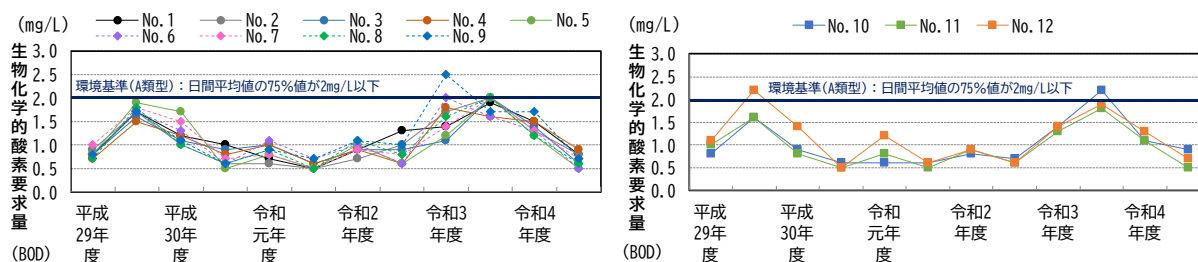 (mg/L)
No.1
No.2
No.3
No.4
No.5
No.6
No.7
No.8
No.9
生物化学的酸素要求量
(BOD)
3.0
2.5
2.0
1.5
1.0
0.5
0.0
環境基準(A類型):日間平均値の75%値が2mg/L以下
平成
29年
度
平成
30年
度
令和
元年
度
令和2
年度
令和3
年度
令和4
年度
(mg/L)
No.10
No.11
No.12
生物化学的酸素要求量
(BOD)
3.0
2.5
2.0
1.5
1.0
0.5
0.0
環境基準(A類型):日間平均値の75%値が2mg/L以下
平成
29年
度
平成
30年
度
令和
元年
度
令和2
年度
令和3
年度
令和4
年度